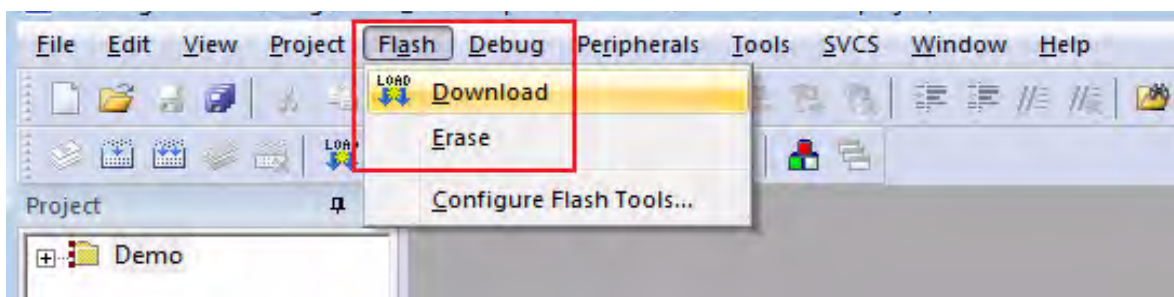 File Edit View Project Flash Debug Peripherals Tools SVCS Window Help
LOAD Download
Erase
LOAD
Configure Flash Tools...
Project
Demo